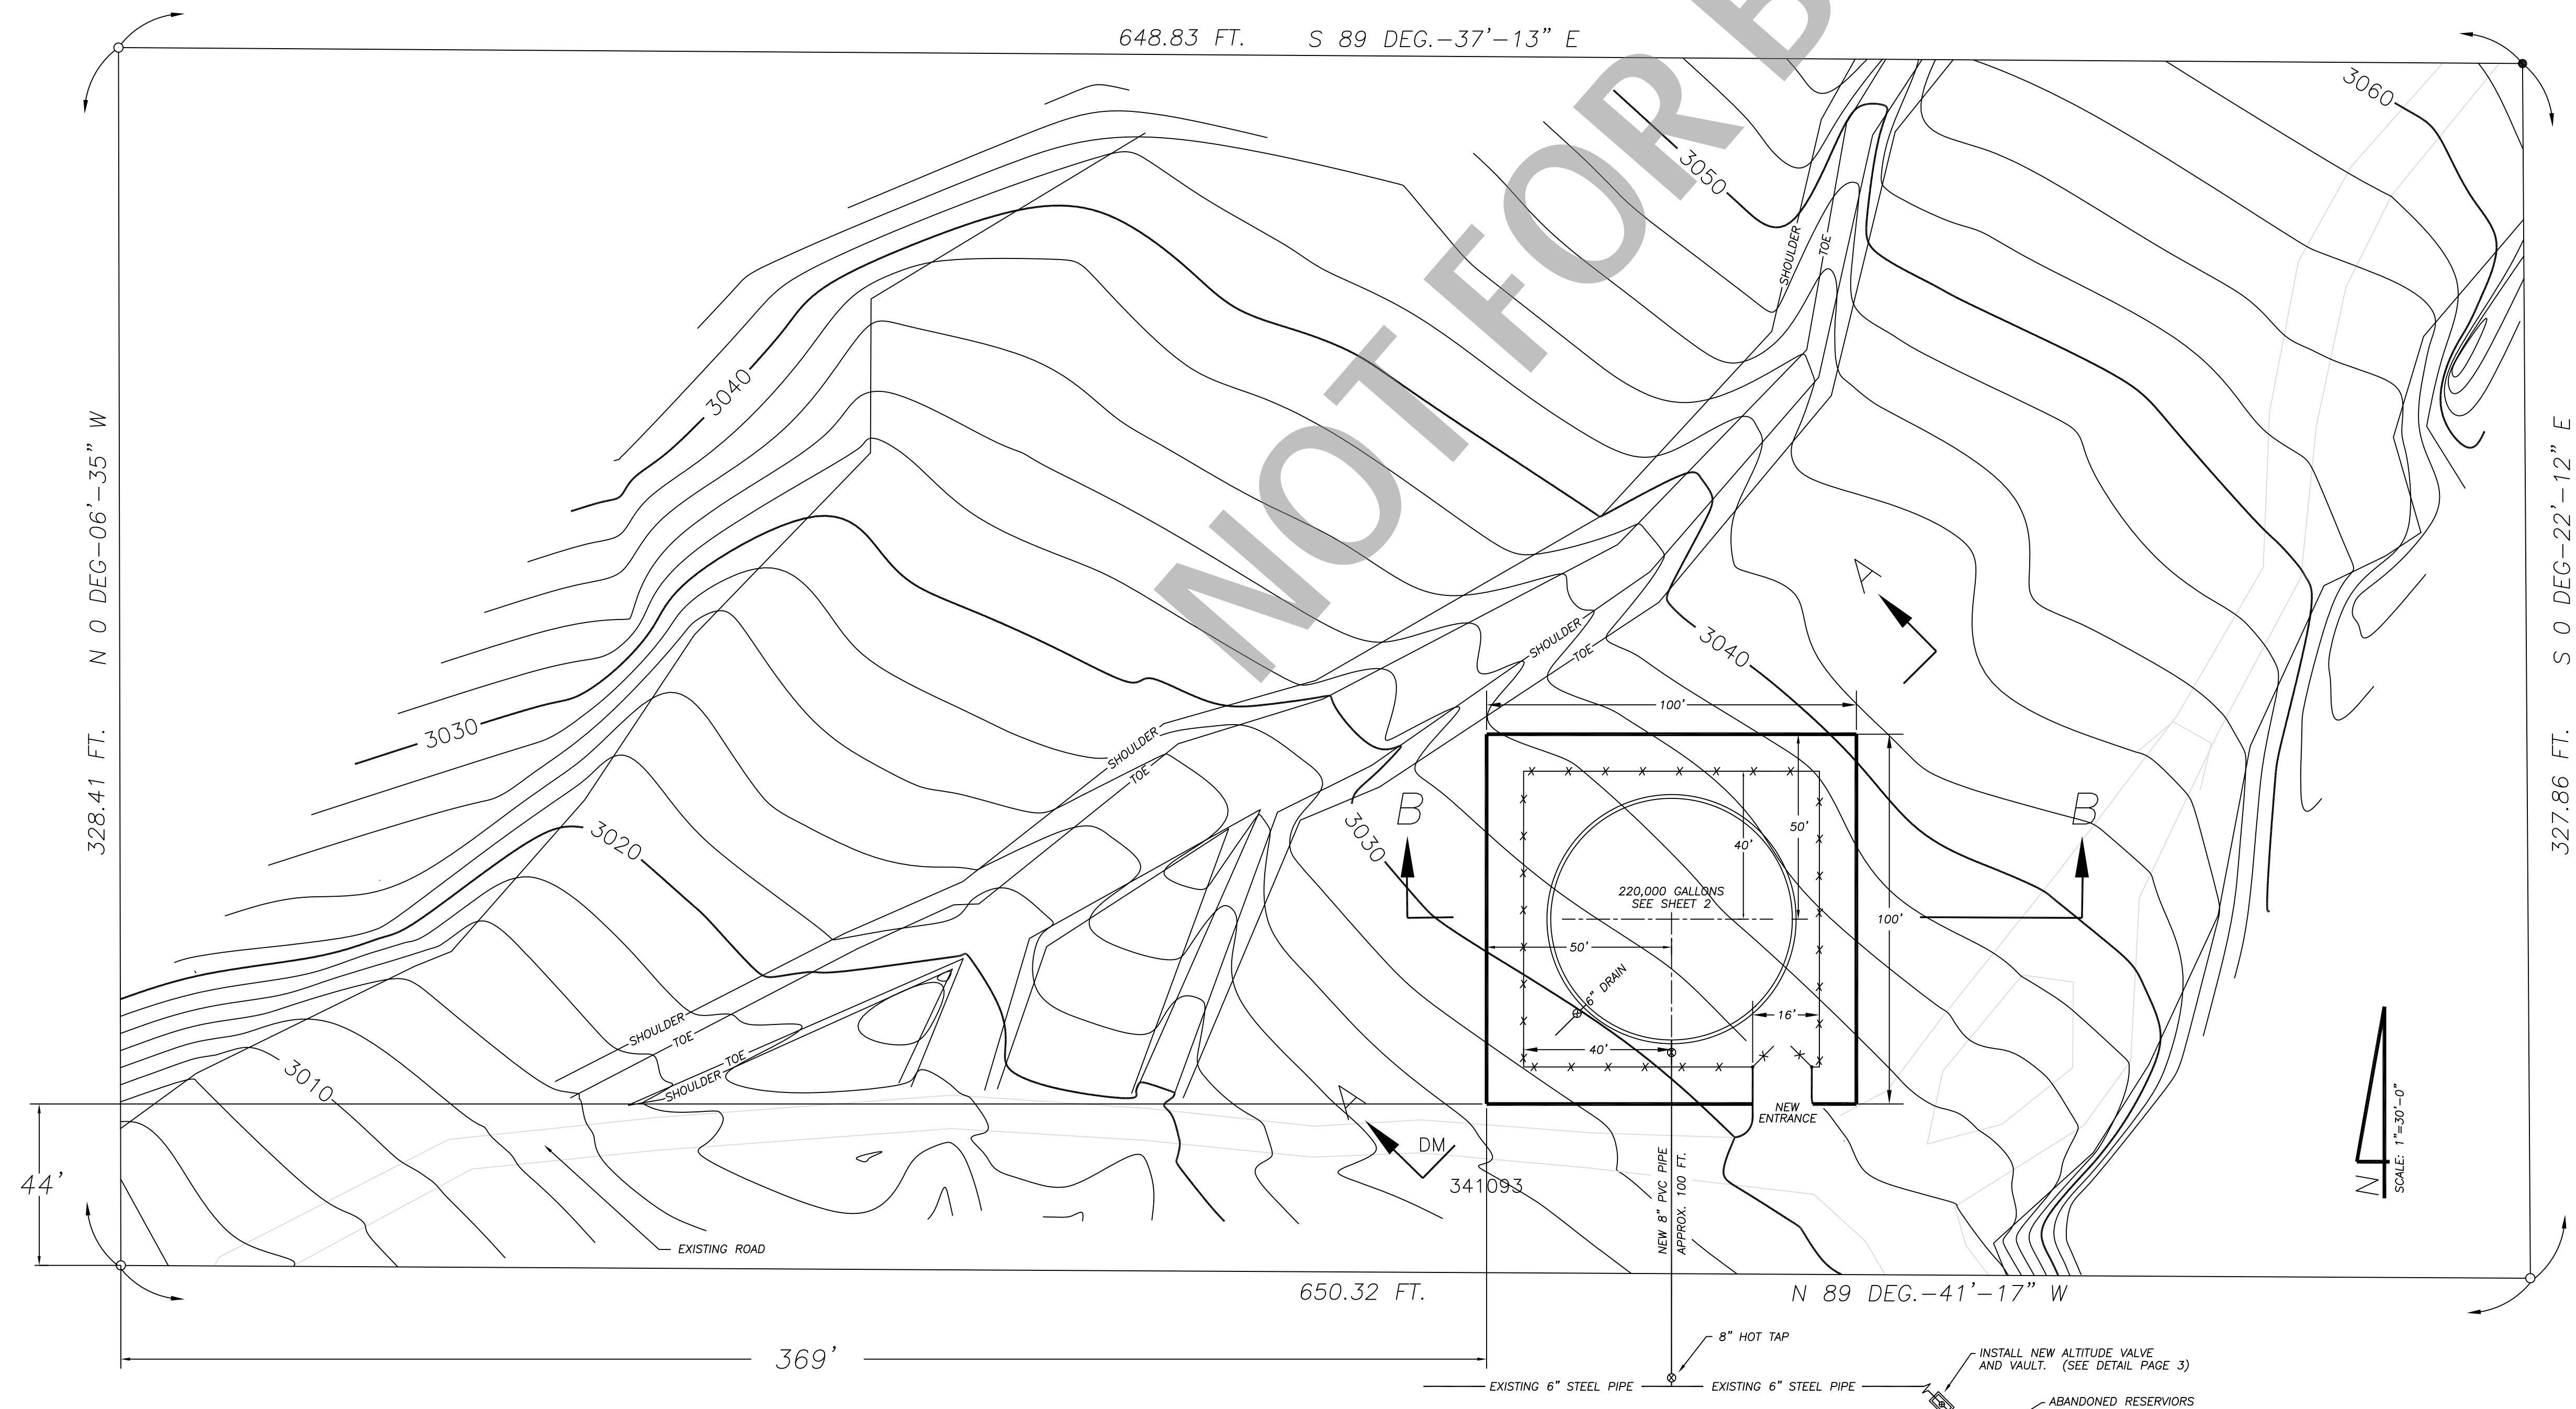 648.83 FT. S 89 DEG.-37'-13" E
NOT FOR
3060
3050
SHOULDER
TOE
3040
328.41 FT. N 0 DEG-06'-35" W
327.86 FT. S 0 DEG-22'-12" E
A
3040
SHOULDER
TOE
3030
SHOULDER
TOE
100'
B
B
50'
40'
3030
3020
220,000 GALLONS
SEE SHEET 2
100'
50'
6" DRAIN
16'
40'
SHOULDER
TOE
SHOULDER TOE
3010
A
NEW
ENTRANCE
DM
341093
44'
NEW 8" PVC PIPE
APPROX. 100 FT.
N
SCALE: 1"=30'-0"
EXISTING ROAD
650.32 FT.
N 89 DEG.-41'-17" W
8" HOT TAP
369'
INSTALL NEW ALTITUDE VALVE
AND VAULT. (SEE DETAIL PAGE 3)
EXISTING 6" STEEL PIPE
EXISTING 6" STEEL PIPE
ABANDONED RESERVIORS